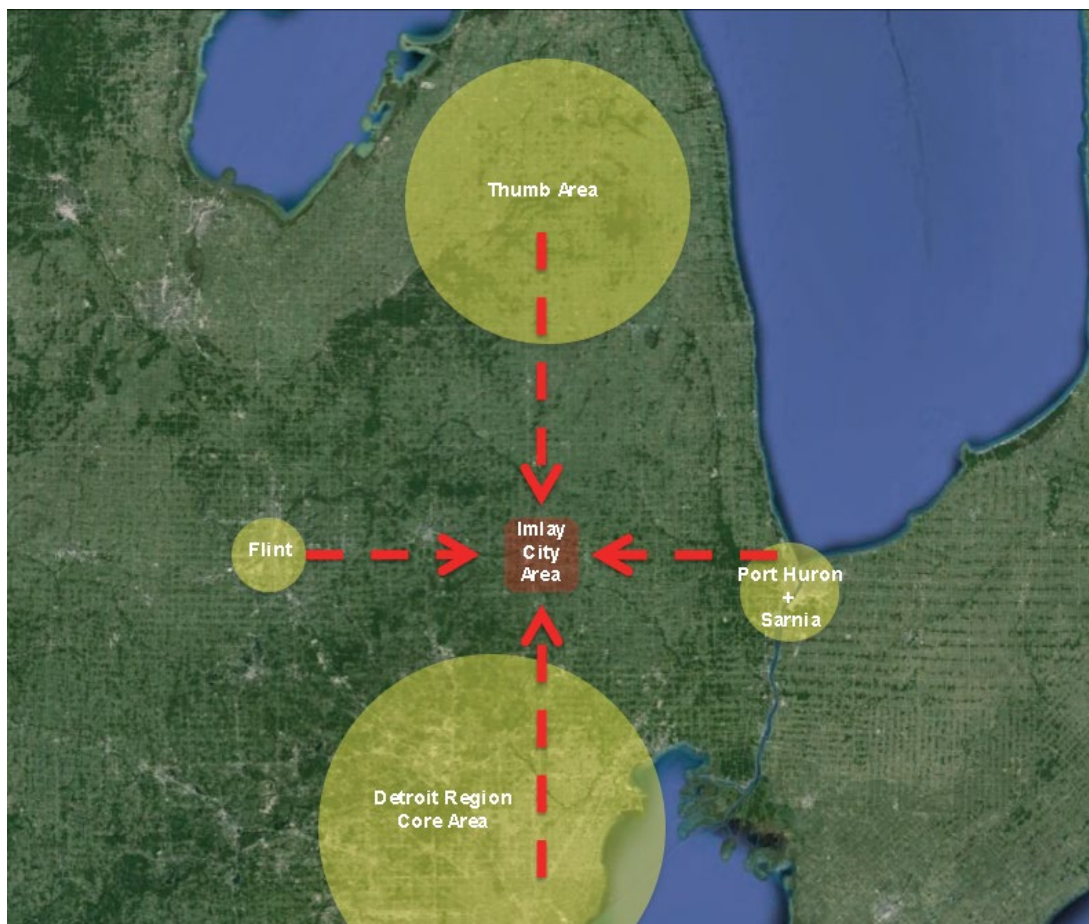 Thumb Area
Imlay
City
Area
Flint
Port Huron
+
Sarnia
Detroit Region
Core Area